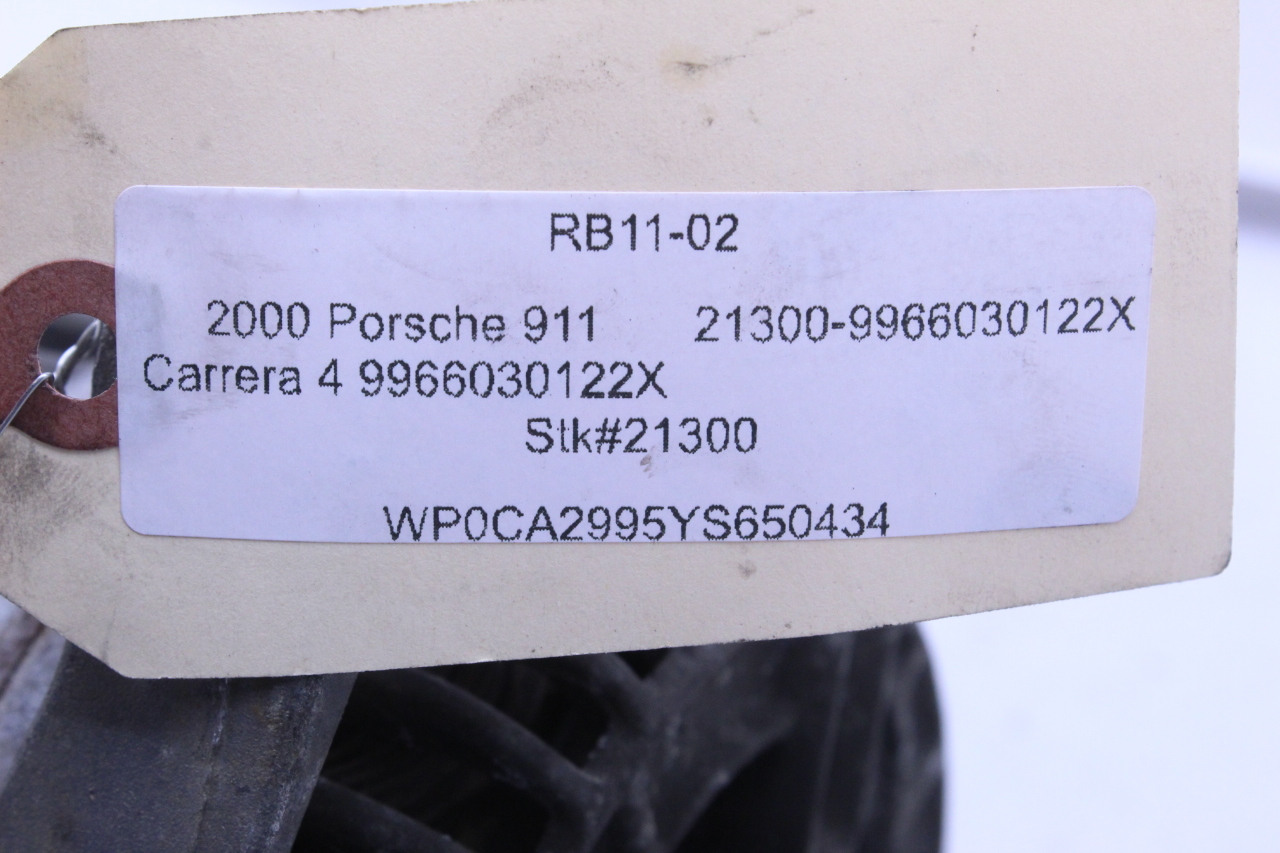 RB11-02
2000 Porsche 911 21300-9966030122X
Carrera 4 9966030122X
Stk#21300
WP0CA2995YS650434